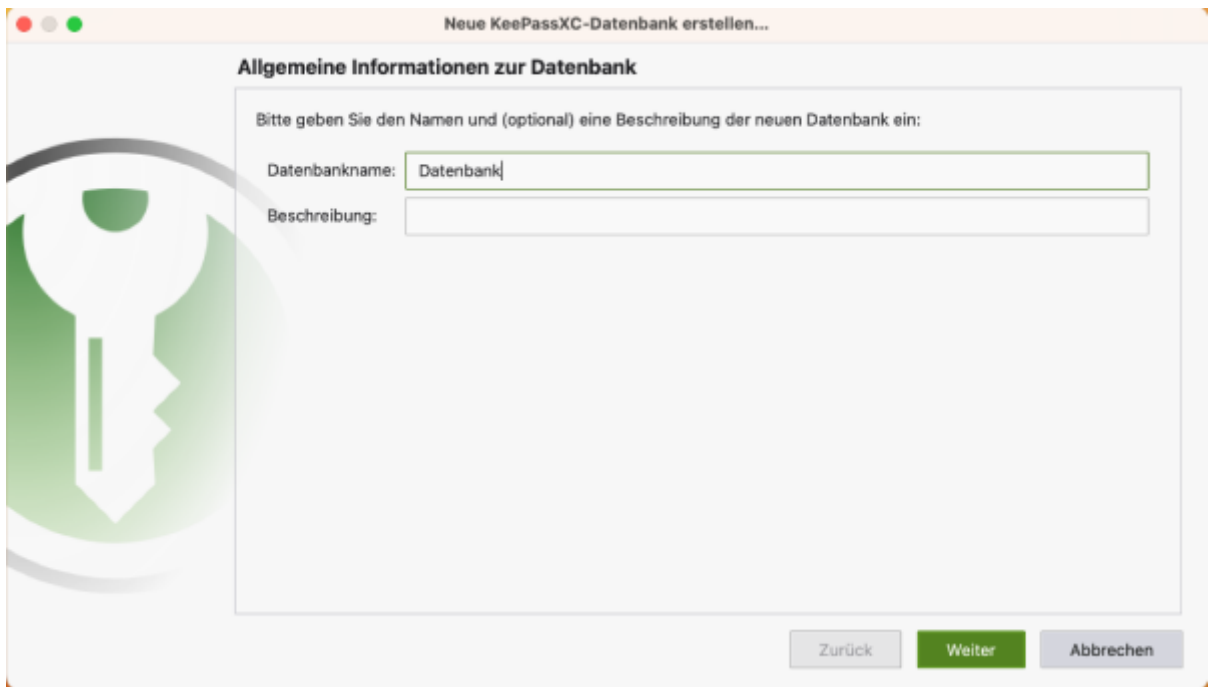 Neue KeePassXC-Datenbank erstellen...
Allgemeine Informationen zur Datenbank
Bitte geben Sie den Namen und (optional) eine Beschreibung der neuen Datenbank ein:
Datenbankname: Datenbank
Beschreibung:
Zurück Weiter Abbrechen